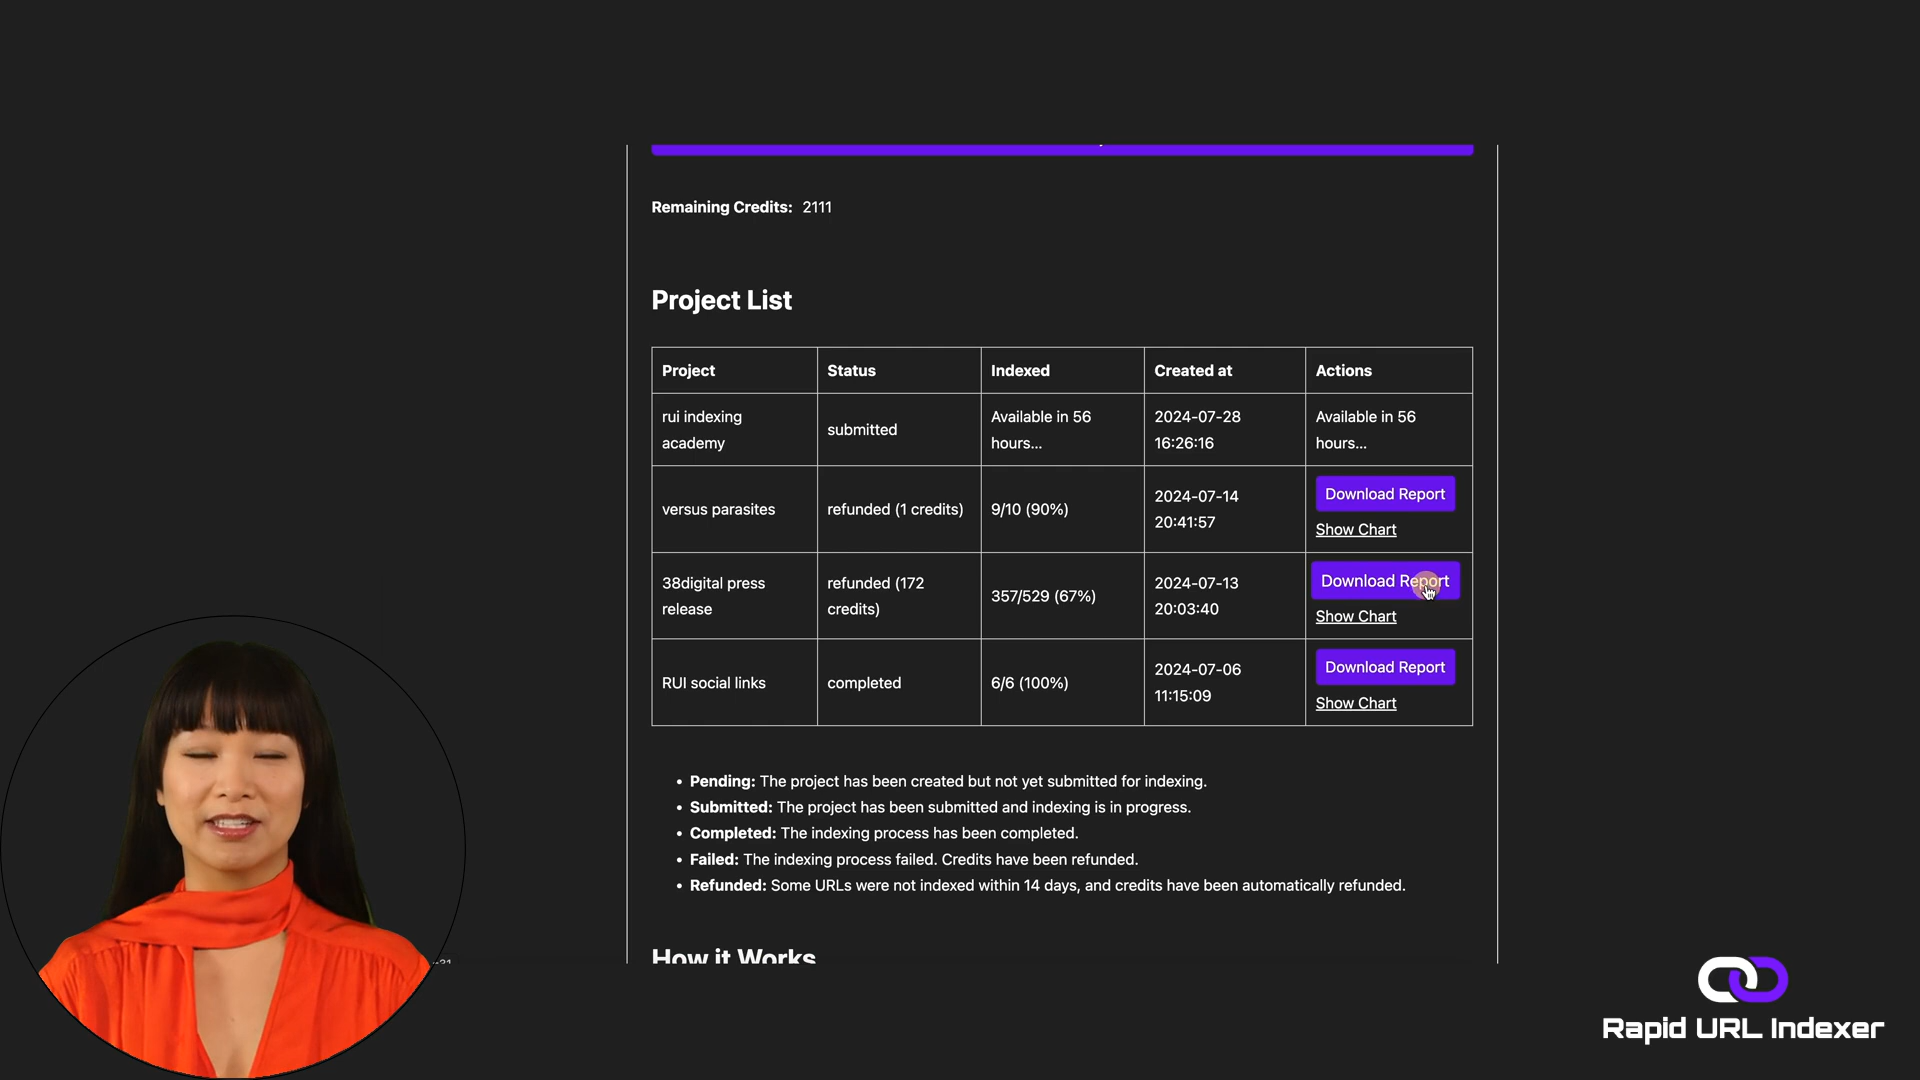 Remaining Credits: 2111
Project List
Project Status Indexed Created at Actions
rui indexing
academy
submitted
Available in 56
hours...
2024-07-28
16:26:16
Available in 56
hours...
versus parasites
refunded (1 credits)
9/10 (90%)
2024-07-14
20:41:57
Download Report
Show Chart
38digital press
release
refunded (172
credits)
357/529 (67%)
2024-07-13
20:03:40
Download Report
Show Chart
RUI social links
completed
6/6 (100%)
2024-07-06
11:15:09
Download Report
Show Chart
• Pending: The project has been created but not yet submitted for indexing.
• Submitted: The project has been submitted and indexing is in progress.
• Completed: The indexing process has been completed.
• Failed: The indexing process failed. Credits have been refunded.
• Refunded: Some URLs were not indexed within 14 days, and credits have been automatically refunded.
How it Works
Rapid URL Indexer